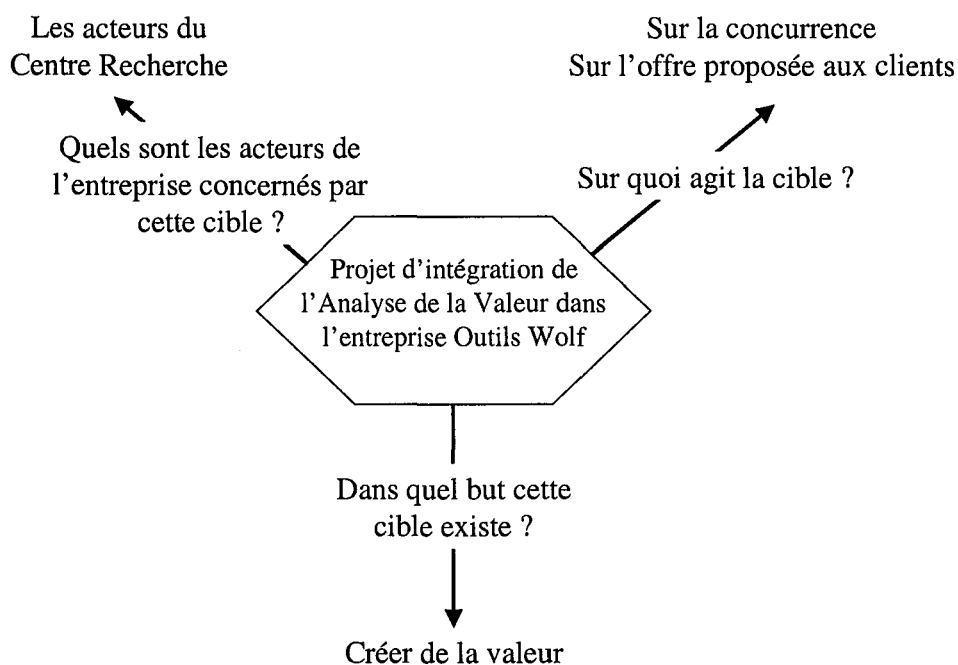 Les acteurs du
Centre Recherche
Sur la concurrence
Sur l'offre proposée aux clients
Quels sont les acteurs de
l'entreprise concernés par
cette cible ?
Sur quoi agit la cible ?
Projet d'intégration de
l'Analyse de la Valeur dans
l'entreprise Outils Wolf
Dans quel but cette
cible existe ?
Créer de la valeur